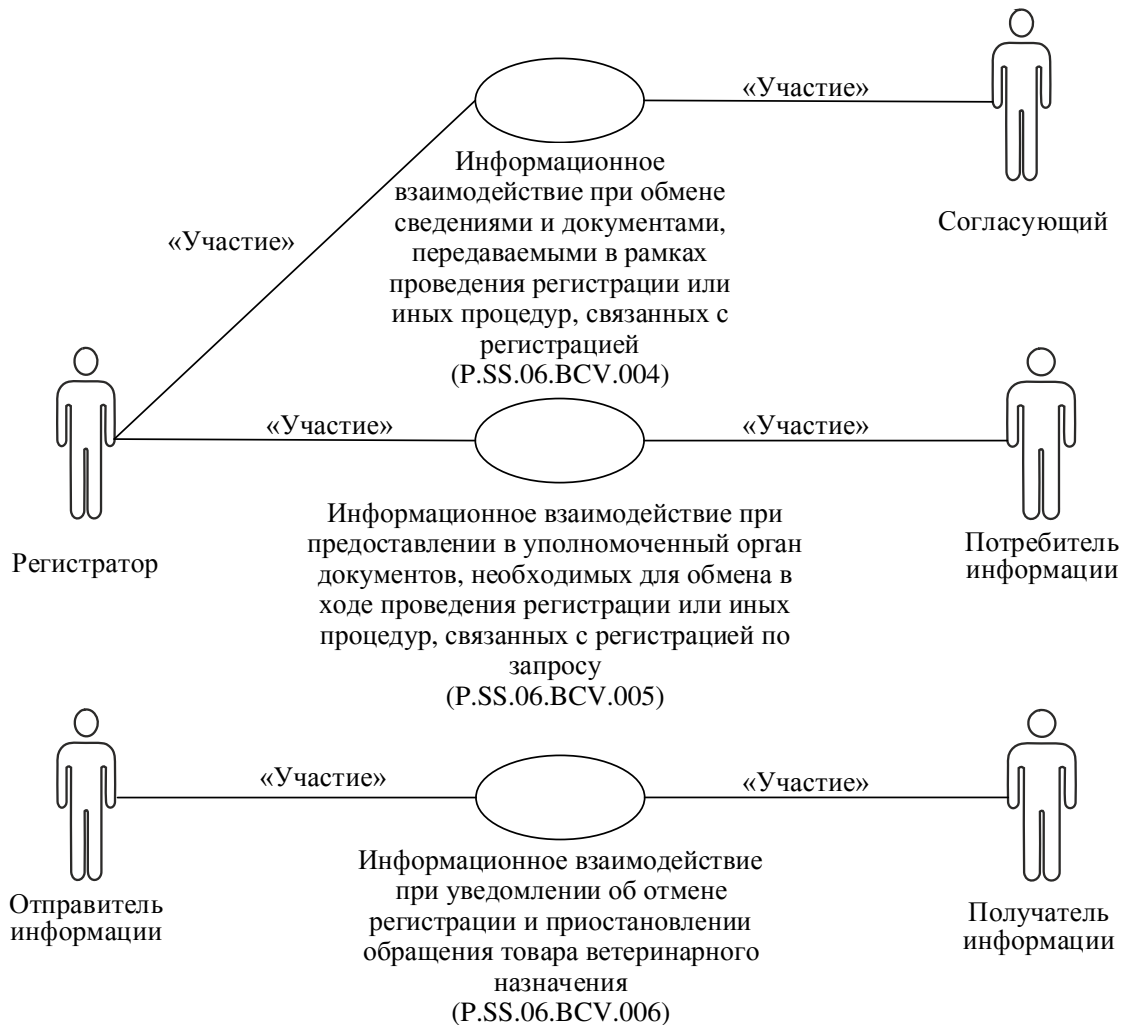 «Участие»
«Участие»
Информационное
взаимодействие при обмене
сведениями и документами,
передаваемыми в рамках
проведения регистрации или
иных процедур, связанных с
регистрацией
(P.SS.06.BCV.004)
Согласующий
«Участие»
«Участие»
«Участие»
Регистратор
Информационное взаимодействие при
предоставлении в уполномоченный орган
документов, необходимых для обмена в
ходе проведения регистрации или иных
процедур, связанных с регистрацией по
запросу
(P.SS.06.BCV.005)
Потребитель
информации
«Участие»
«Участие»
Отправитель
информации
Информационное взаимодействие
при уведомлении об отмене
регистрации и приостановлении
обращения товара ветеринарного
назначения
(P.SS.06.BCV.006)
Получатель
информации